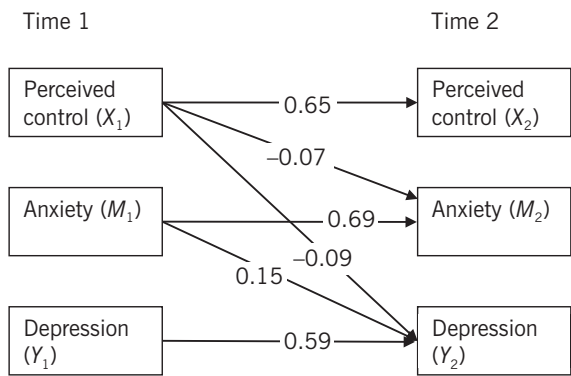 Time 1
Time 2
Perceived
control (X₁)
Perceived
control (X₂)
0.65
–0.07
Anxiety (M₁)
Anxiety (M₂)
0.69
–0.09
0.15
Depression
(Y₁)
Depression
(Y₂)
0.59